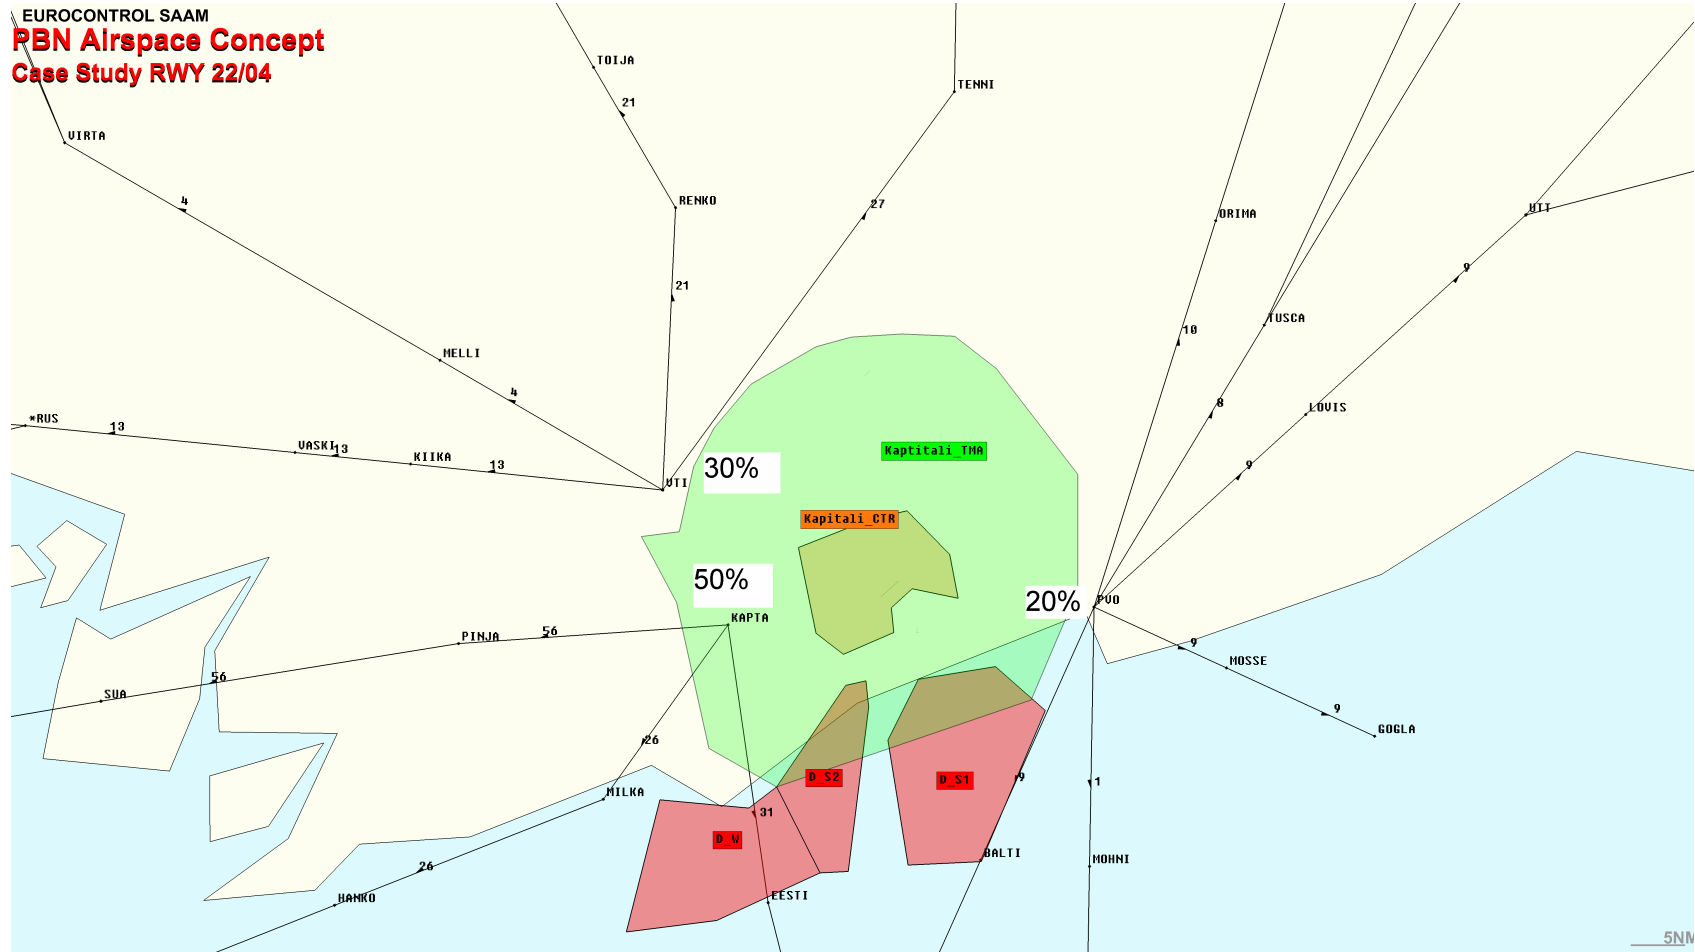 EUROCONTROL SAAM
PBN Airspace Concept
Case Study RWY 22/04
TOIJA
TENNI
21
VIRTA
4
RENKO
27
ORIMA
UTT
9
21
10
TUSCA
MELLI
4
8
LOVIS
*RUS
13
VASKI
13
KIIKA
13
VTI
30%
Kaptitali_TMA
9
Kapitali_CTR
50%
20%
PVO
KAPTA
56
PINJA
9
MOSSE
56
SUA
9
GOGLA
26
D_S2
D_S1
9
1
MILKA
31
D_W
BALTI
MOHNI
26
HANKO
EESTI
5NM